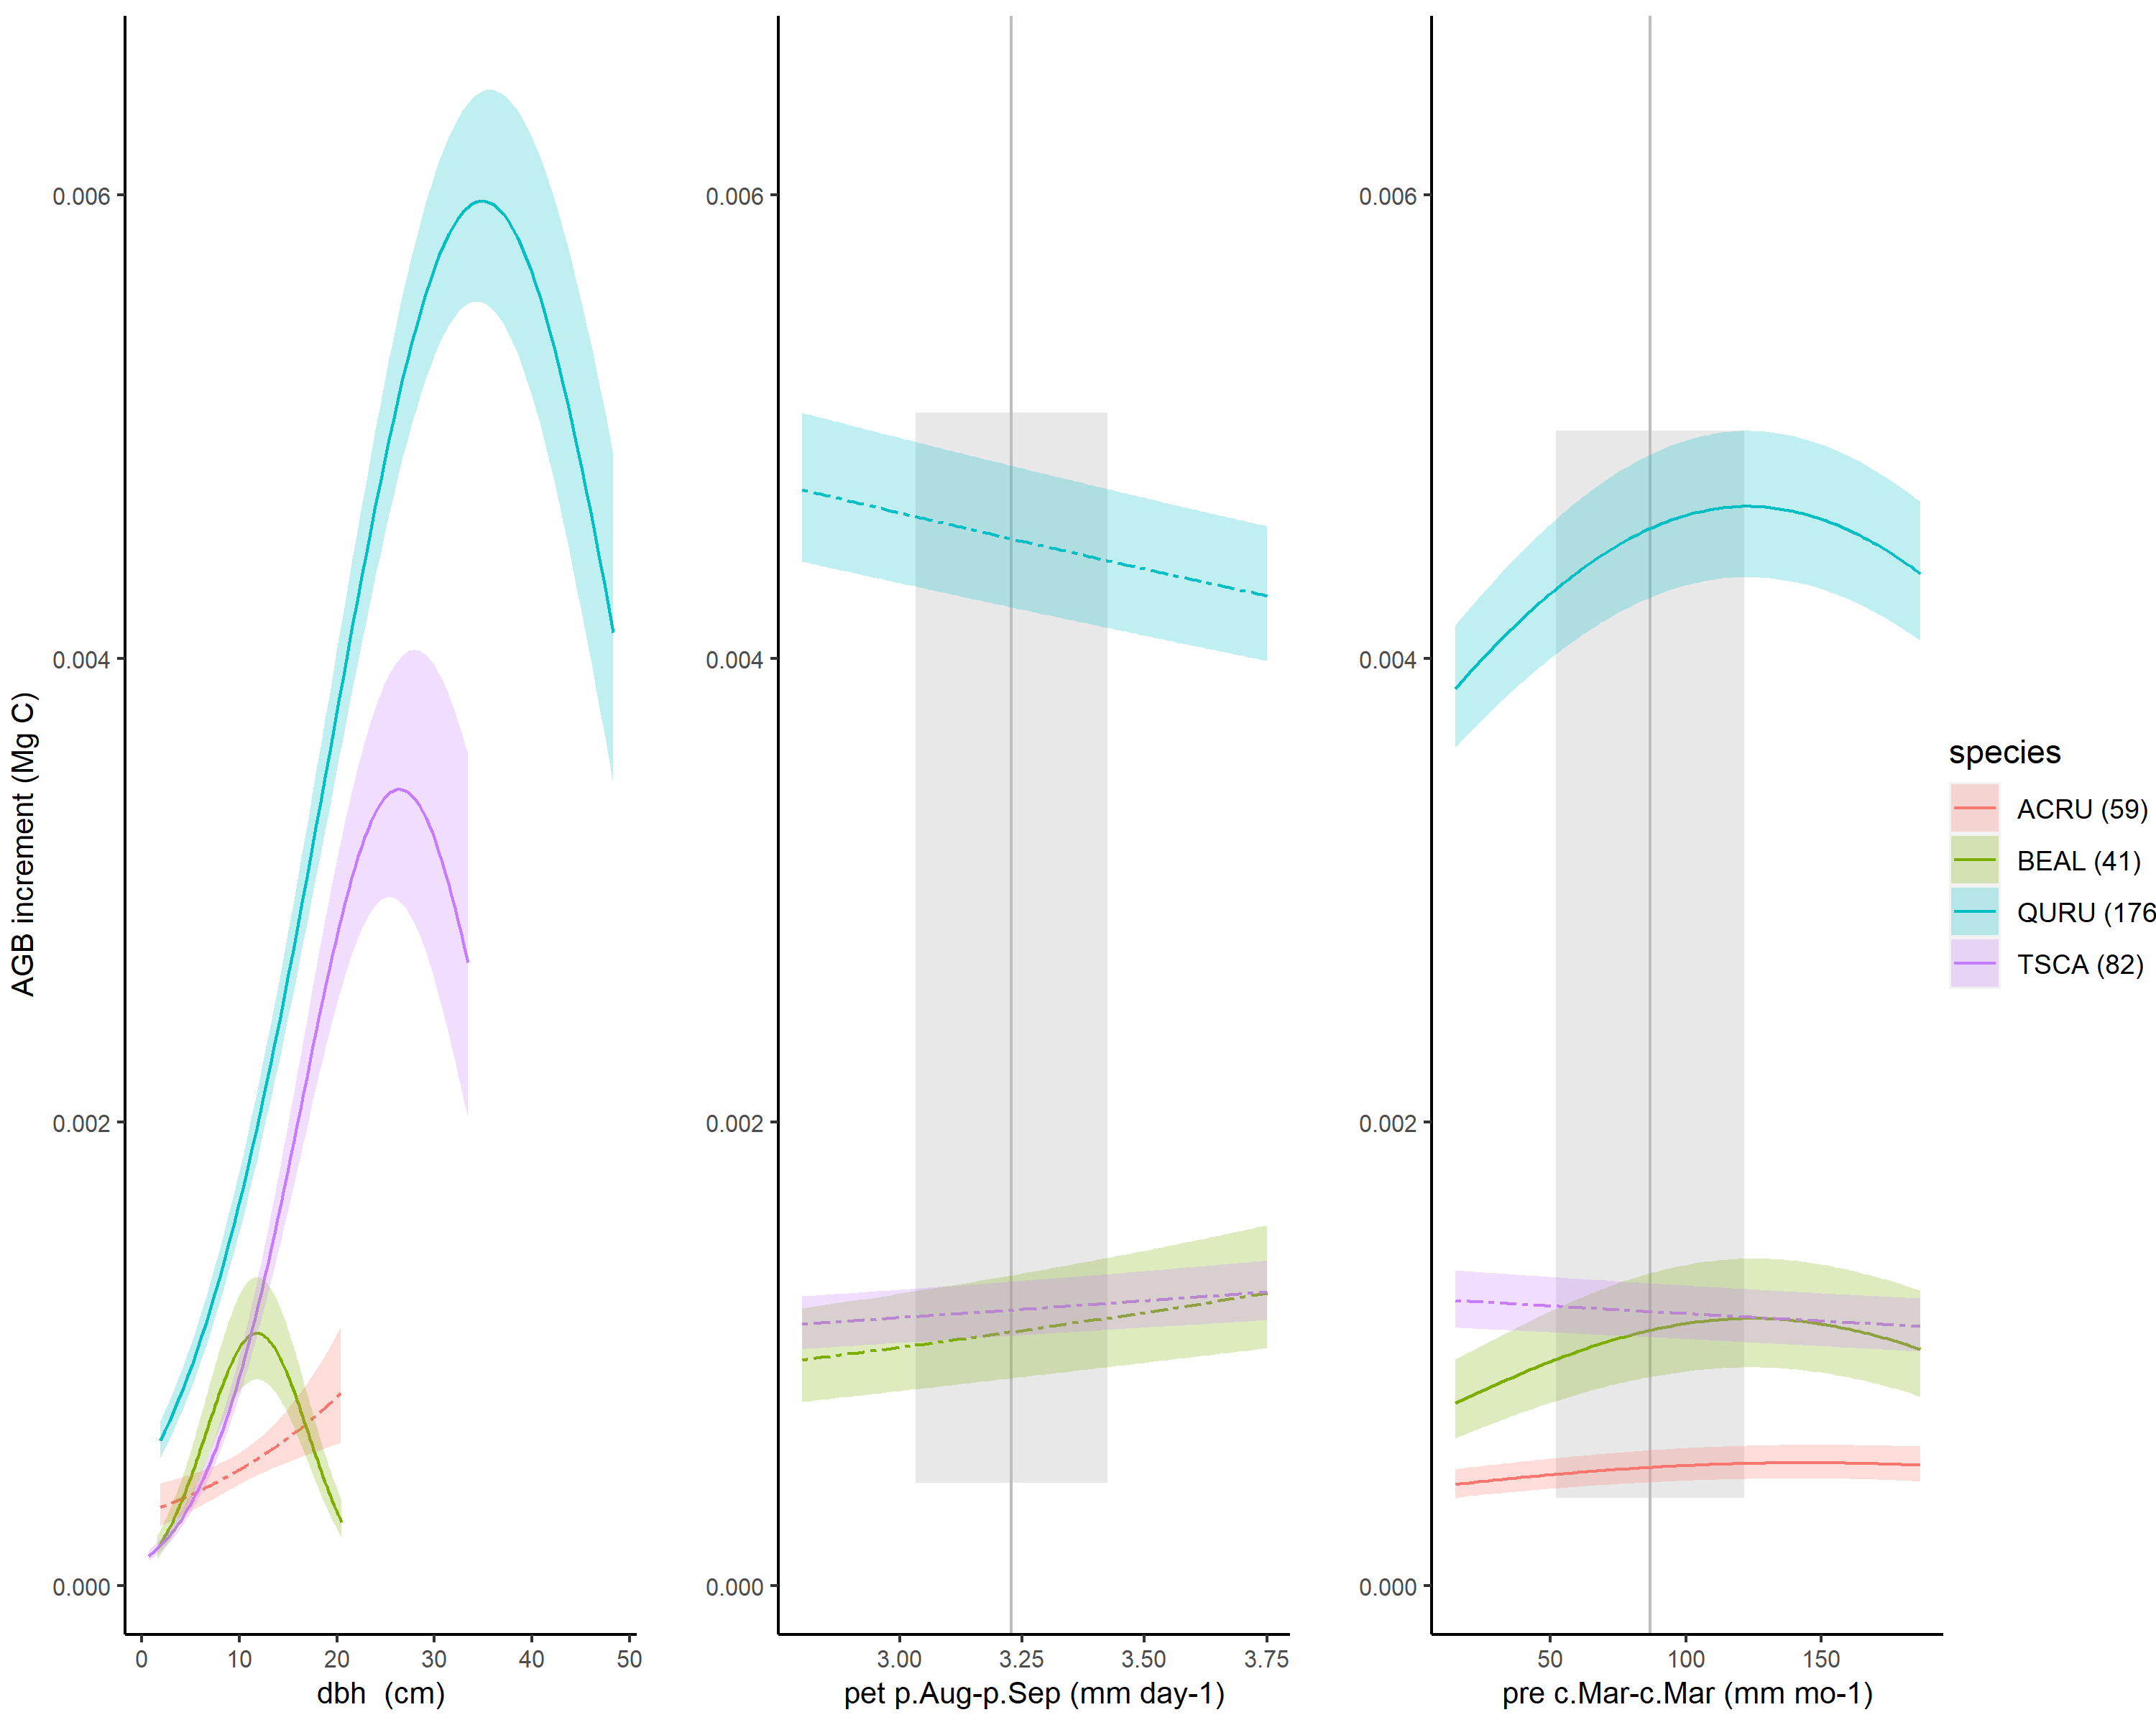 AGB increment (Mg C)
0.006
0.004
0.002
0.000
0 10 20 30 40 50
dbh (cm)
0.006
0.004
0.002
0.000
3.00 3.25 3.50 3.75
pet p.Aug-p.Sep (mm day-1)
0.006
0.004
0.002
0.000
50 100 150
pre c.Mar-c.Mar (mm mo-1)
species
ACRU (59)
BEAL (41)
QURU (176
TSCA (82)